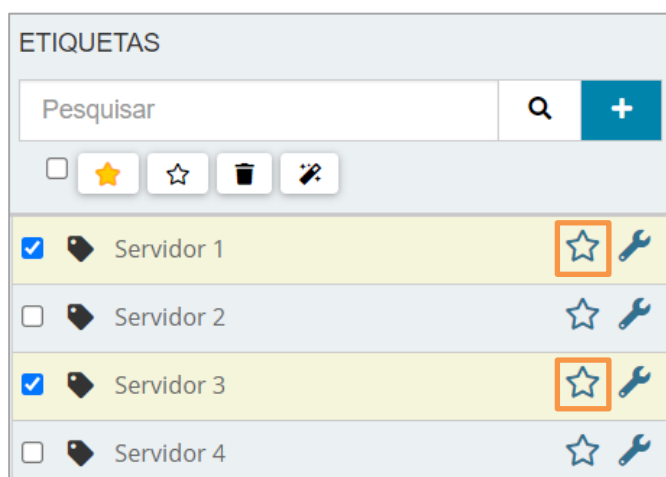 ETIQUETAS
Pesquisar
Servidor 1
Servidor 2
Servidor 3
Servidor 4